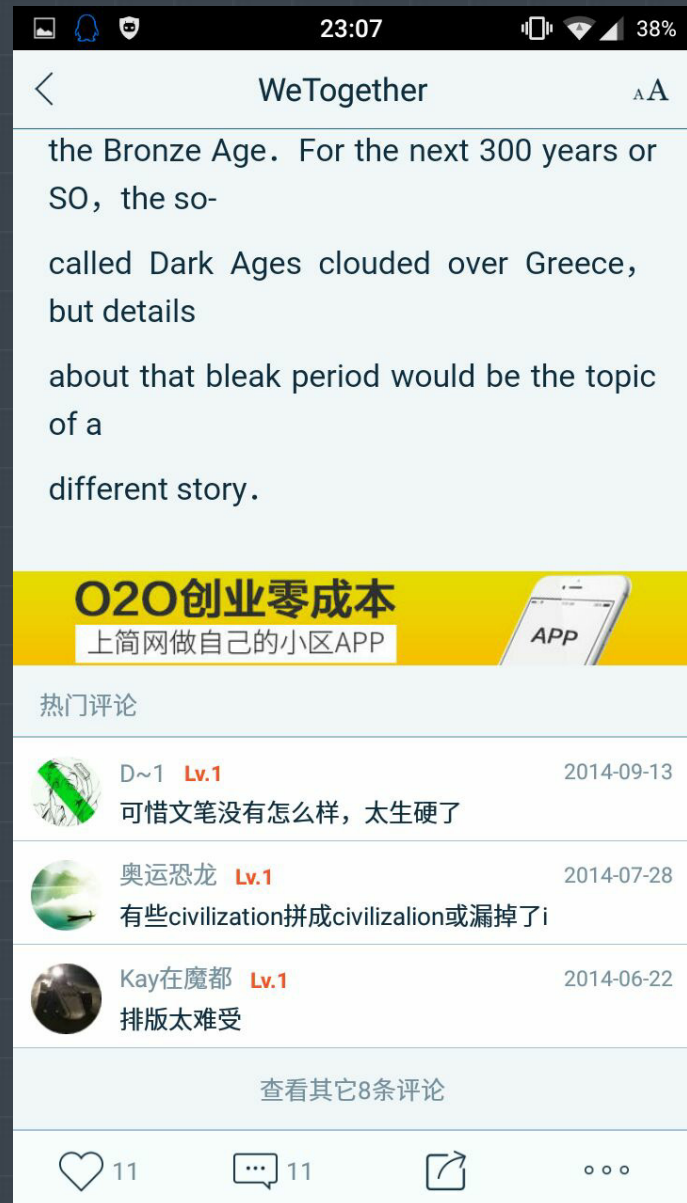 23:07
38%
WeTogether
AA
the Bronze Age．For the next 300 years or
SO，the so-
called Dark Ages clouded over Greece，
but details
about that bleak period would be the topic
of a
different story．
O2O创业零成本
上简网做自己的小区APP
APP
热门评论
D~1 Lv.1 2014-09-13
可惜文笔没有怎么样，太生硬了
奥运恐龙 Lv.1 2014-07-28
有些civilization拼成civilizalion或漏掉了i
Kay在魔都 Lv.1 2014-06-22
排版太难受
查看其它8条评论
11
11